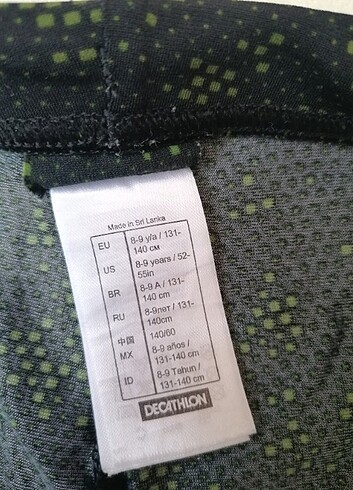 Made in Sri Lanka
EU 8-9 y/a / 131-
140 см
US 8-9 years / 52-
55in
BR 8-9 A / 131-
140 cm
RU 8-9лет / 131-
140cm
中国 140/60
MX 8-9 años /
131-140 cm
ID 8-9 Tahun /
131-140 cm
DECATHLON